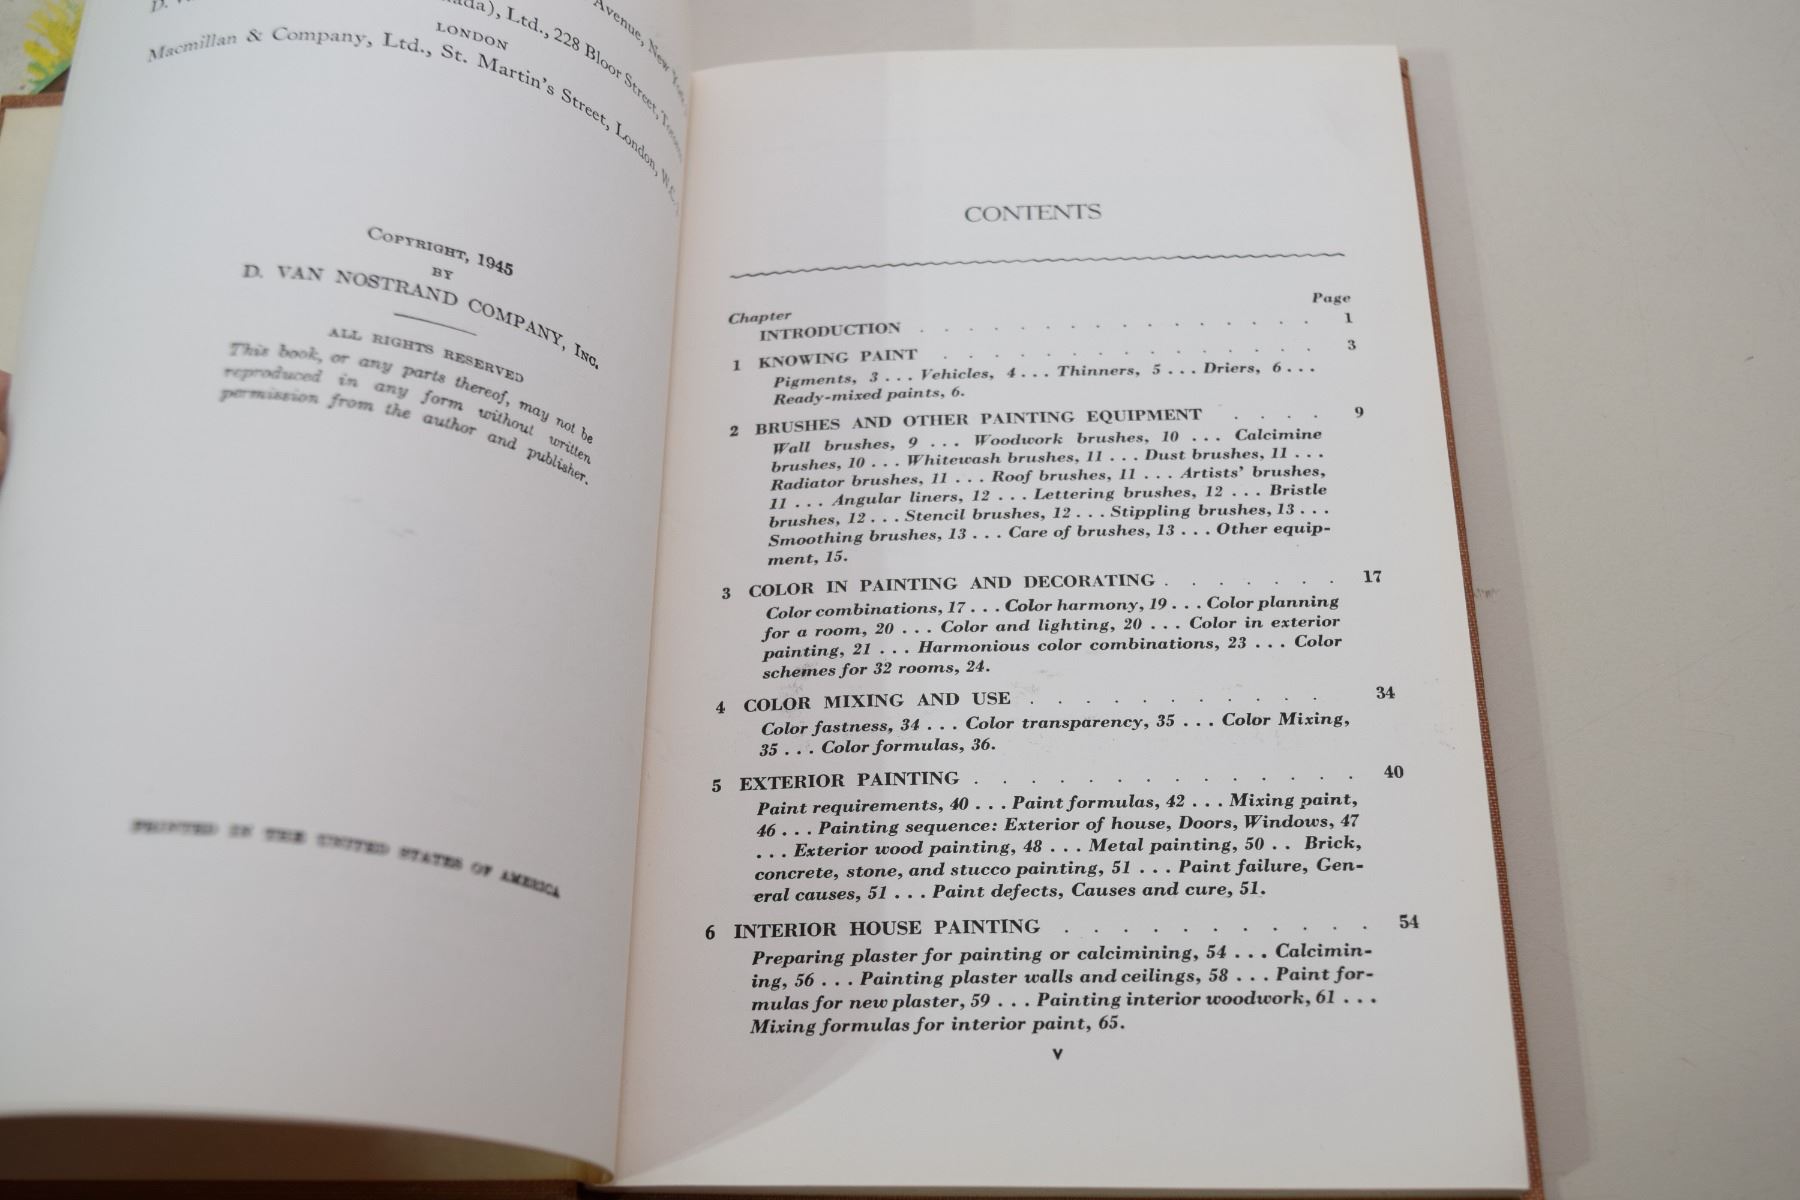 Avenue, New York
Ltd., 228 Bloor Street,
LONDON
Macmillan & Company, Ltd., St. Martin's Street, London,
COPYRIGHT, 1945
BY
D. VAN NOSTRAND COMPANY, INC.
ALL RIGHTS RESERVED
This book, or any parts thereof, may not be
reproduced in any form without written
permission from the author and publisher.
PRINTED IN THE UNITED STATES OF AMERICA
CONTENTS
Chapter Page
INTRODUCTION . . . . . . . . . . . . . . . . 1
1 KNOWING PAINT . . . . . . . . . . . . . . 3
Pigments, 3 . . . Vehicles, 4 . . . Thinners, 5 . . . Driers, 6 . . .
Ready-mixed paints, 6.
2 BRUSHES AND OTHER PAINTING EQUIPMENT . . . . 9
Wall brushes, 9 . . . Woodwork brushes, 10 . . . Calcimine
brushes, 10 . . . Whitewash brushes, 11 . . . Dust brushes, 11 . . .
Radiator brushes, 11 . . . Roof brushes, 11 . . . Artists' brushes,
11 . . . Angular liners, 12 . . . Lettering brushes, 12 . . . Bristle
brushes, 12 . . . Stencil brushes, 12 . . . Stippling brushes, 13 . . .
Smoothing brushes, 13 . . . Care of brushes, 13 . . . Other equip-
ment, 15.
3 COLOR IN PAINTING AND DECORATING . . . . . . . 17
Color combinations, 17 . . . Color harmony, 19 . . . Color planning
for a room, 20 . . . Color and lighting, 20 . . . Color in exterior
painting, 21 . . . Harmonious color combinations, 23 . . . Color
schemes for 32 rooms, 24.
4 COLOR MIXING AND USE . . . . . . . . . . . 34
Color fastness, 34 . . . Color transparency, 35 . . . Color Mixing,
35 . . . Color formulas, 36.
5 EXTERIOR PAINTING . . . . . . . . . . . . . . 40
Paint requirements, 40 . . . Paint formulas, 42 . . . Mixing paint,
46 . . . Painting sequence: Exterior of house, Doors, Windows, 47
. . . Exterior wood painting, 48 . . . Metal painting, 50 . . Brick,
concrete, stone, and stucco painting, 51 . . . Paint failure, Gen-
eral causes, 51 . . . Paint defects, Causes and cure, 51.
6 INTERIOR HOUSE PAINTING . . . . . . . . . . . 54
Preparing plaster for painting or calcimining, 54 . . . Calcimin-
ing, 56 . . . Painting plaster walls and ceilings, 58 . . . Paint for-
mulas for new plaster, 59 . . . Painting interior woodwork, 61 . . .
Mixing formulas for interior paint, 65.
v